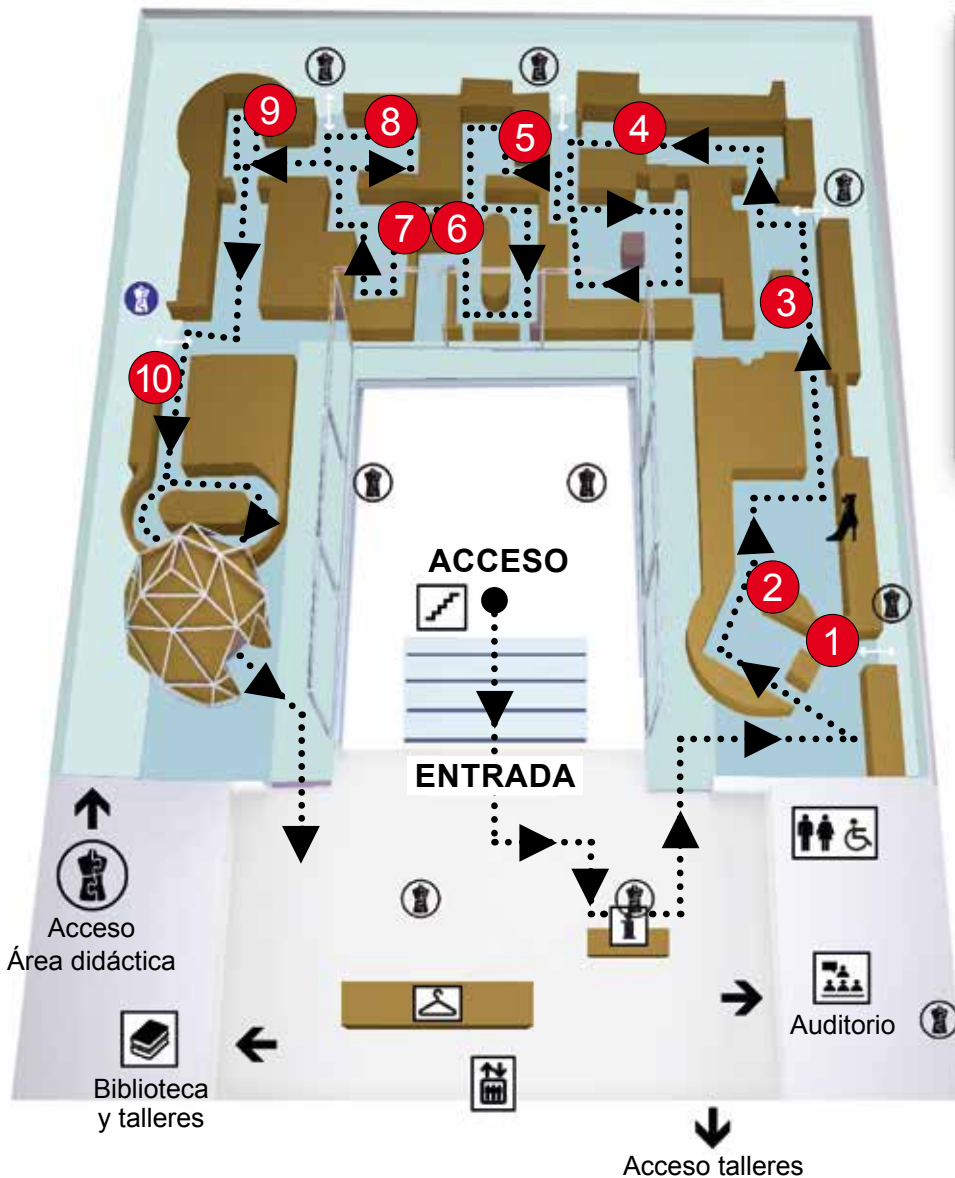 9
8
5
4
7
6
3
10
ACCESO
2
1
ENTRADA
Acceso
Área didáctica
i
Auditorio
Biblioteca
y talleres
Acceso talleres